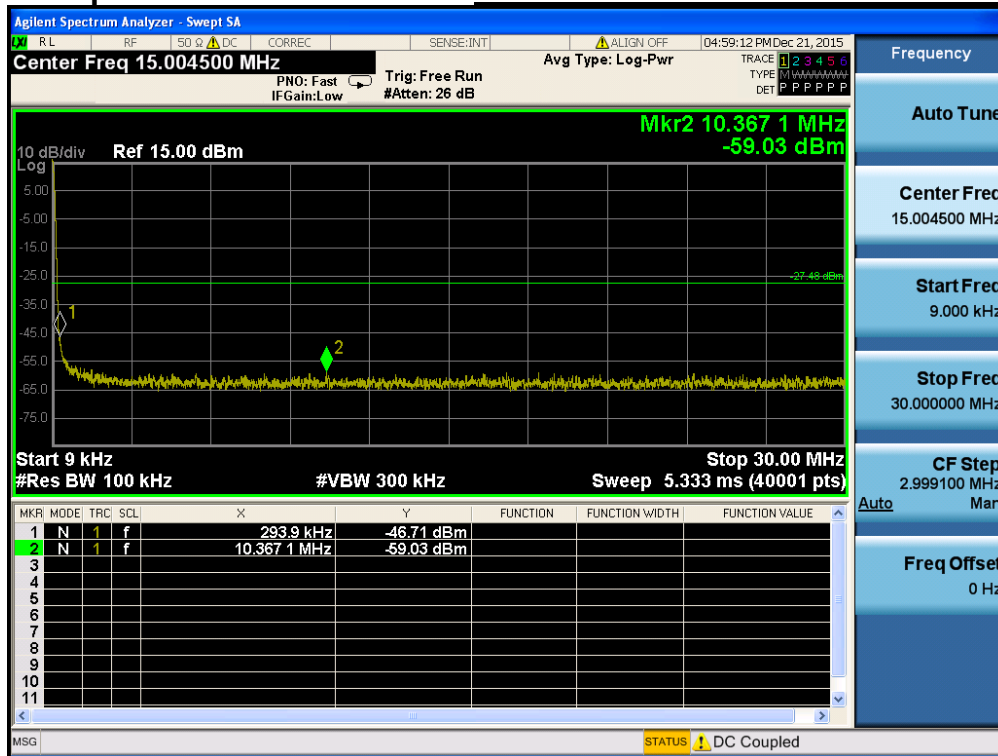 Agilent Spectrum Analyzer - Swept SA
LXI RL RF 50 Ω DC CORREC SENSE:INT ALIGN OFF 04:59:12 PM Dec 21, 2015
Center Freq 15.004500 MHz
Avg Type: Log-Pwr
TRACE 1 2 3 4 5 6
PNO: Fast
Trig: Free Run
TYPE M W W W W W
IFGain:Low
#Atten: 26 dB
DET P P P P P P
Mkr2 10.367 1 MHz
-59.03 dBm
10 dB/div Ref 15.00 dBm
Log
5.00
-5.00
-15.0
-25.0
-27.48 dBm
-35.0
1
-45.0
2
-55.0
-65.0
-75.0
Start 9 kHz
Stop 30.00 MHz
#Res BW 100 kHz
#VBW 300 kHz
Sweep 5.333 ms (40001 pts)
MKR MODE TRC SCL X Y FUNCTION FUNCTION WIDTH FUNCTION VALUE
1 N 1 f 293.9 kHz -46.71 dBm
2 N 1 f 10.367 1 MHz -59.03 dBm
3
4
5
6
7
8
9
10
11
MSG
STATUS
DC Coupled
Frequency
Auto Tune
Center Freq
15.004500 MHz
Start Freq
9.000 kHz
Stop Freq
30.000000 MHz
CF Step
2.999100 MHz
Auto Man
Freq Offset
0 Hz